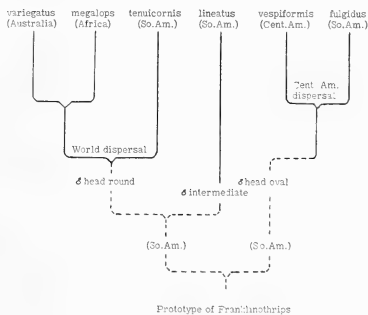 variegatus megalops tenuicornis lineatus vespiformis fulgidus
(Australia) (Africa) (So.Am.) (So.Am.) (Cent.Am.) (So.Am.)
Cent. Am.
dispersal
World dispersal
♂ head round ♂ head oval
♂ intermediate
(So.Am.) (So.Am.)
Prototype of Franklinothrips